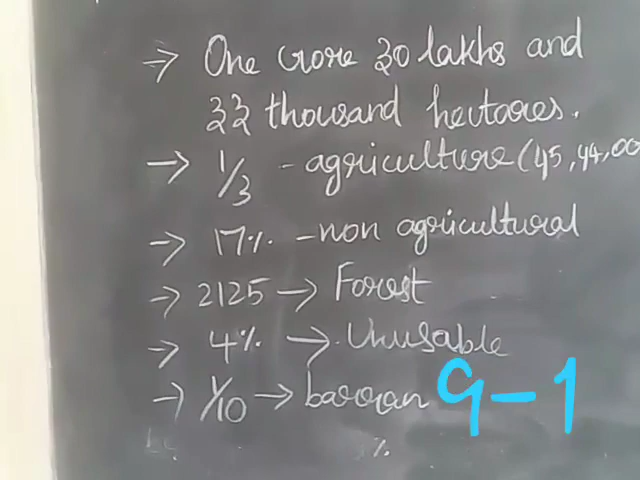 → One crore 30 lakhs and
33 thousand hectares.
→ 1/3 - agriculture (45,44,00
→ 17% - non agricultural
→ 2125 → Forest
→ 4% → Unusable
→ 1/10 → barran 9-1
%